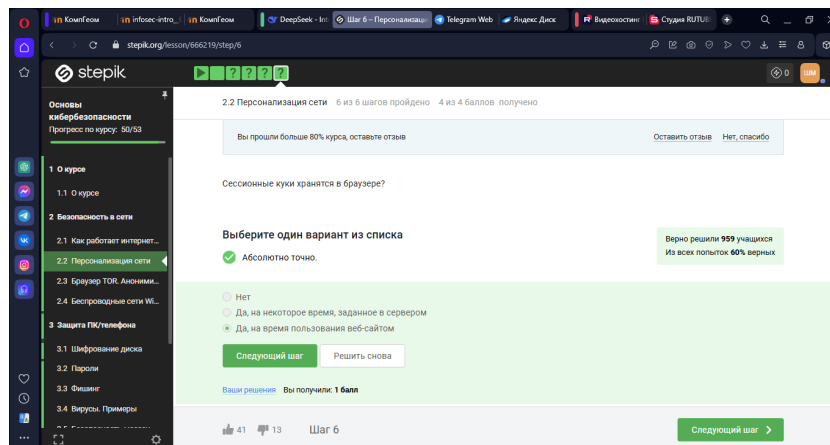 КомпГеом
infosec-intro_
КомпГеом
DeepSeek - Int
Шаг 6 – Персонализаци
Telegram Web
Яндекс Диск
Видеохостинг
Студия RUTUB
stepik.org/lesson/666219/step/6
stepik
? ? ? ?
0
ШМ
Основы
кибербезопасности
Прогресс по курсу: 50/53
2.2 Персонализация сети 6 из 6 шагов пройдено 4 из 4 баллов получено
Вы прошли больше 80% курса, оставьте отзыв
Оставить отзыв Нет, спасибо
1 О курсе
1.1 О курсе
2 Безопасность в сети
2.1 Как работает интернет...
2.2 Персонализация сети
2.3 Браузер TOR. Анонимии...
2.4 Беспроводные сети Wi...
3 Защита ПК/телефона
3.1 Шифрование диска
3.2 Пароли
3.3 Фишинг
3.4 Вирусы. Примеры
Сессионные куки хранятся в браузере?
Выберите один вариант из списка
Абсолютно точно.
Верно решили 959 учащихся
Из всех попыток 60% верных
Нет
Да, на некоторое время, заданное в сервером
Да, на время пользования веб-сайтом
Следующий шаг
Решить снова
Ваши решения Вы получили: 1 балл
41 13 Шаг 6
Следующий шаг